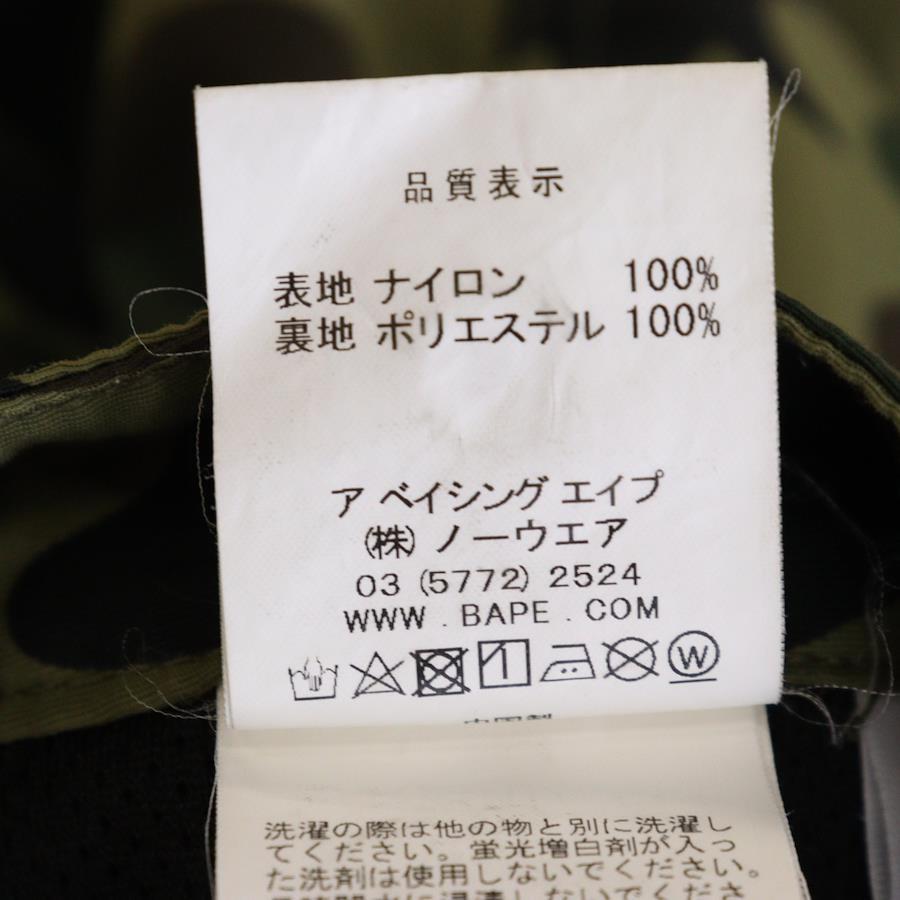 品質表示
表地 ナイロン 100%
裏地 ポリエステル 100%
ア ベイシング エイプ
(株) ノーウエア
03 (5772) 2524
WWW . BAPE . COM
W
洗濯の際は他の物と別に洗濯し
てください。蛍光増白剤が入っ
た洗剤は使用しないでください。